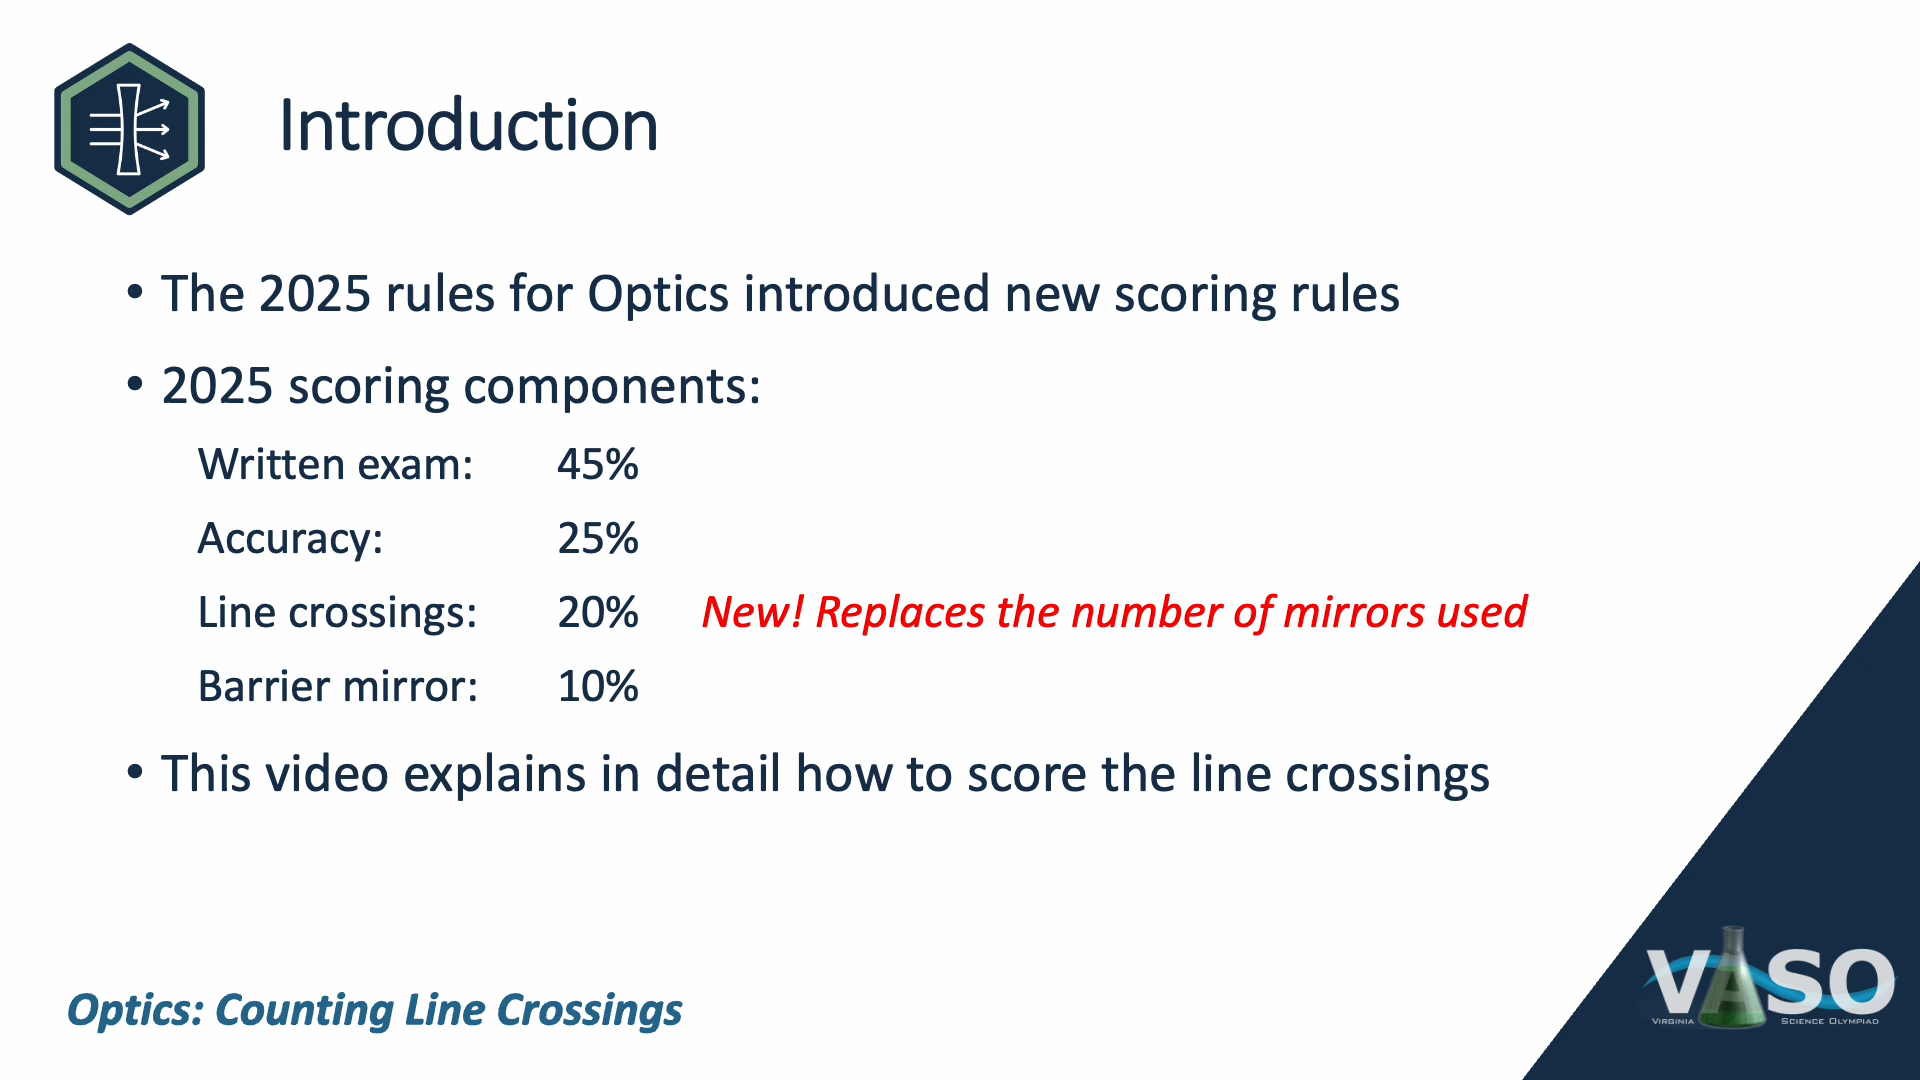 Introduction
• The 2025 rules for Optics introduced new scoring rules
• 2025 scoring components:
Written exam: 45%
Accuracy: 25%
Line crossings: 20% New! Replaces the number of mirrors used
Barrier mirror: 10%
• This video explains in detail how to score the line crossings
Optics: Counting Line Crossings
VASO
VIRGINIA SCIENCE OLYMPIAD